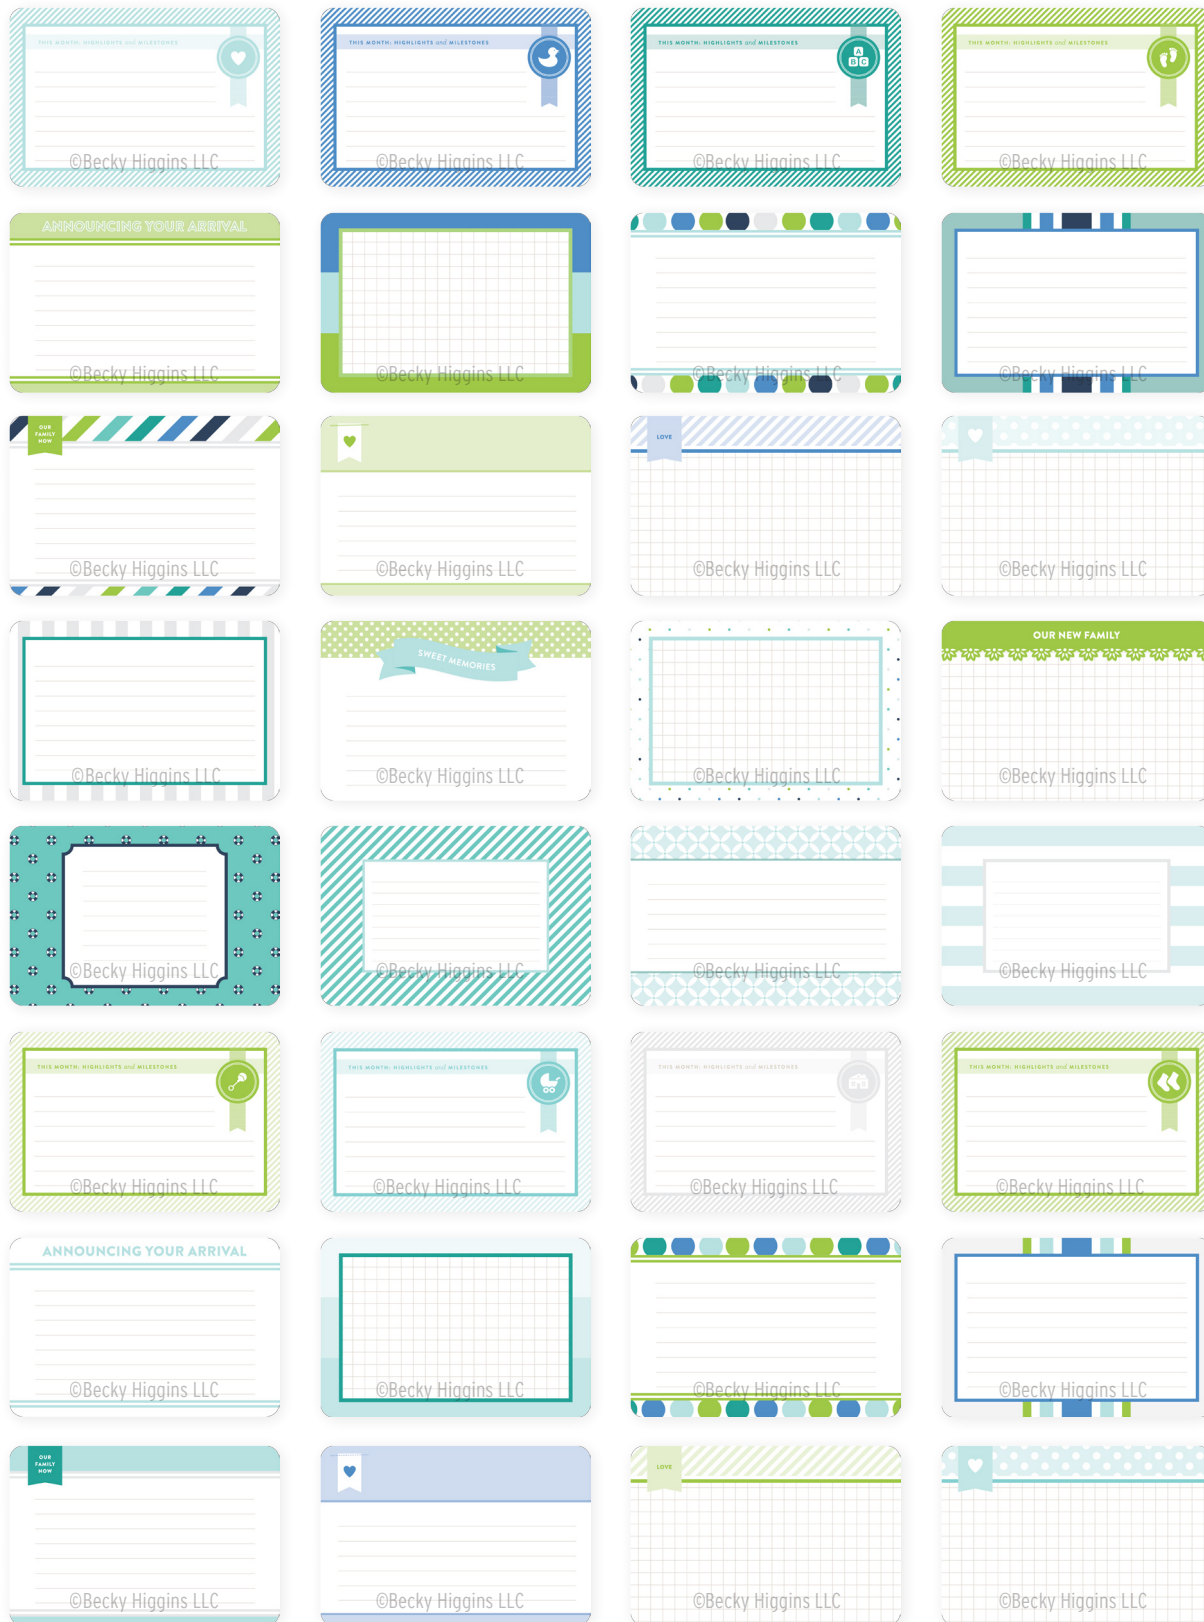 THIS MONTH: HIGHLIGHTS and MILESTONES
©Becky Higgins LLC
THIS MONTH: HIGHLIGHTS and MILESTONES
©Becky Higgins LLC
THIS MONTH: HIGHLIGHTS and MILESTONES
A
B C
©Becky Higgins LLC
THIS MONTH: HIGHLIGHTS and MILESTONES
©Becky Higgins LLC
ANNOUNCING YOUR ARRIVAL
©Becky Higgins LLC
©Becky Higgins LLC
©Becky Higgins LLC
©Becky Higgins LLC
OUR
FAMILY
NOW
©Becky Higgins LLC
©Becky Higgins LLC
LOVE
©Becky Higgins LLC
©Becky Higgins LLC
©Becky Higgins LLC
SWEET MEMORIES
©Becky Higgins LLC
©Becky Higgins LLC
OUR NEW FAMILY
©Becky Higgins LLC
©Becky Higgins LLC
©Becky Higgins LLC
©Becky Higgins LLC
©Becky Higgins LLC
THIS MONTH: HIGHLIGHTS and MILESTONES
©Becky Higgins LLC
THIS MONTH: HIGHLIGHTS and MILESTONES
©Becky Higgins LLC
THIS MONTH: HIGHLIGHTS and MILESTONES
©Becky Higgins LLC
THIS MONTH: HIGHLIGHTS and MILESTONES
©Becky Higgins LLC
ANNOUNCING YOUR ARRIVAL
©Becky Higgins LLC
©Becky Higgins LLC
©Becky Higgins LLC
©Becky Higgins LLC
OUR
FAMILY
NOW
©Becky Higgins LLC
©Becky Higgins LLC
LOVE
©Becky Higgins LLC
©Becky Higgins LLC